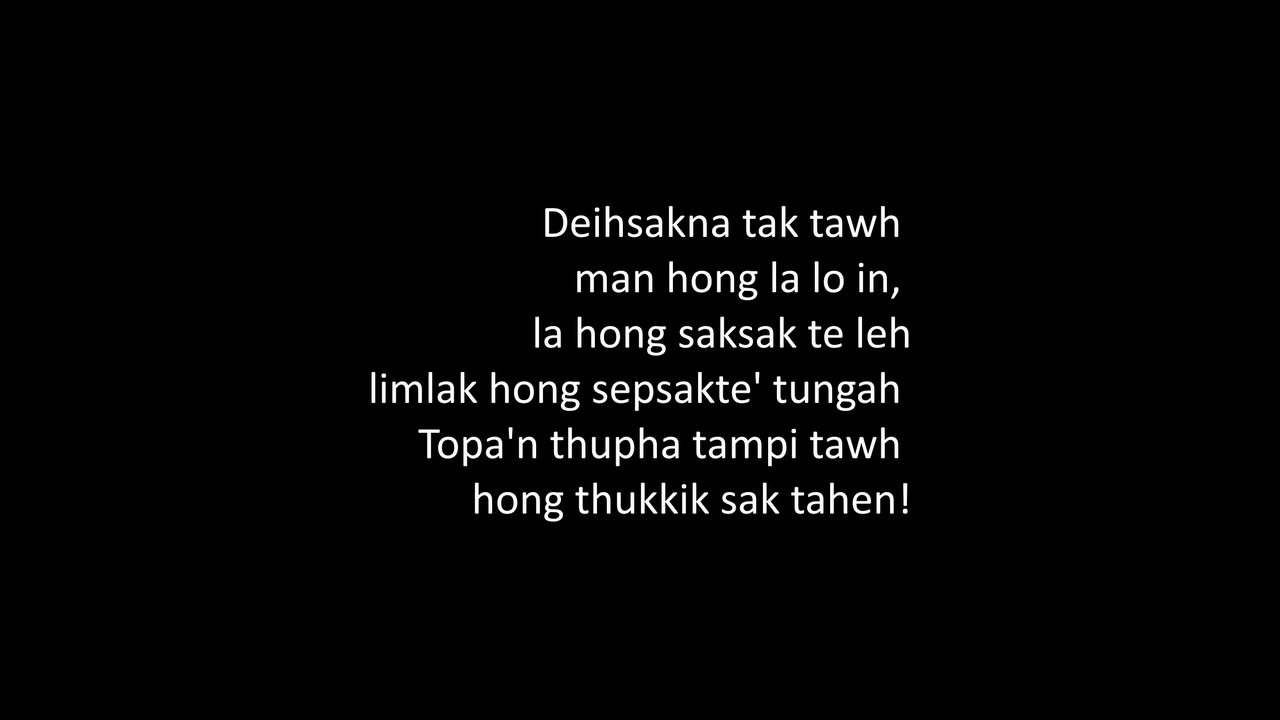 Deihsakna tak tawh
man hong la lo in,
la hong saksak te leh
limlak hong sepsakte' tungah
Topa'n thupha tampi tawh
hong thukkik sak tahen!